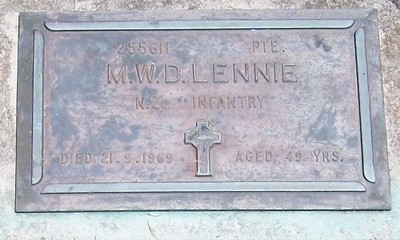 255611 PTE.
M.W.D. LENNIE
N.Z. INFANTRY
DIED 21.9.1969 AGED 49 YRS.